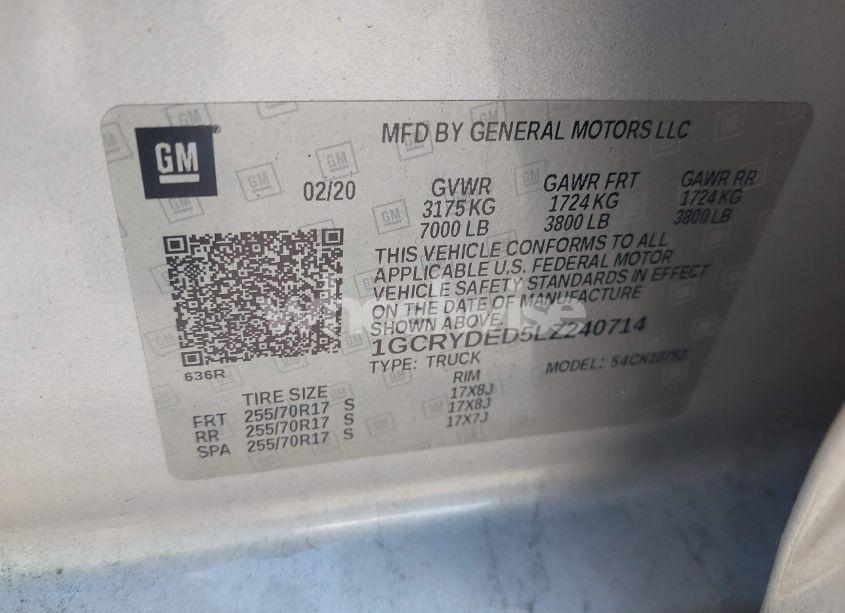 GM
MFD BY GENERAL MOTORS LLC
02/20
GVWR GAWR FRT GAWR RR
3175 KG 1724 KG 1724 KG
7000 LB 3800 LB 3800 LB
THIS VEHICLE CONFORMS TO ALL
APPLICABLE U.S. FEDERAL MOTOR
VEHICLE SAFETY STANDARDS IN EFFECT
ON THE DATE OF MANUFACTURE
SHOWN ABOVE.
1GCRYDED5LZ240714
TYPE: TRUCK MODEL: 54CK10753
636R
TIRE SIZE RIM
FRT 255/70R17 S 17X8J
RR 255/70R17 S 17X8J
SPA 255/70R17 S 17X7J